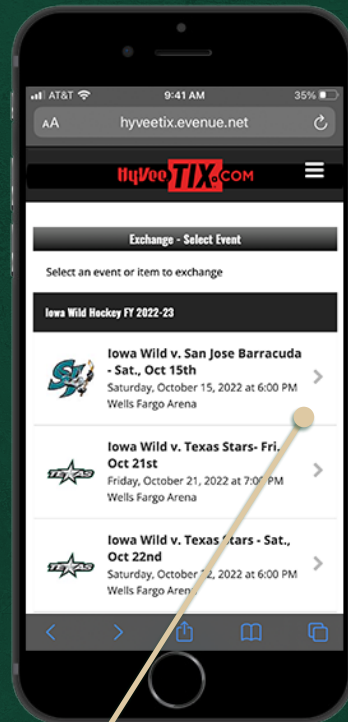 AT&T 9:41 AM 35%
AA hyveetix.evenue.net
HyVeeTIX.COM
Exchange - Select Event
Select an event or item to exchange
Iowa Wild Hockey FY 2022-23
Iowa Wild v. San Jose Barracuda
- Sat., Oct 15th
Saturday, October 15, 2022 at 6:00 PM
Wells Fargo Arena
Iowa Wild v. Texas Stars- Fri.
Oct 21st
Friday, October 21, 2022 at 7:00 PM
Wells Fargo Arena
TEXAS
Iowa Wild v. Texas Stars - Sat.,
Oct 22nd
Saturday, October 22, 2022 at 6:00 PM
Wells Fargo Arena
TEXAS